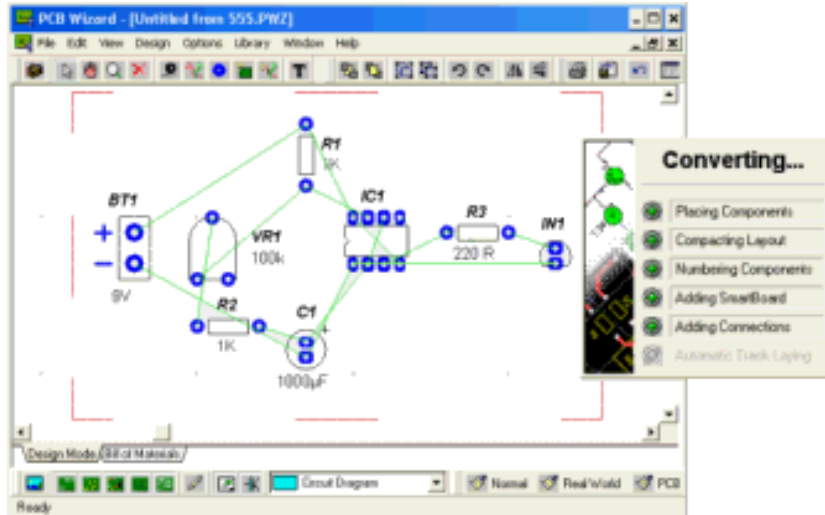 PCB Wizard - [Untitled from 555.PWZ]
File Edit View Design Options Library Window Help
T
R1
1K
BT1
+
−
9V
VR1
100k
IC1
R3
220 R
IN1
R2
1K
C1
+
1000µF
Converting...
Placing Components
Compacting Layout
Numbering Components
Adding SmartBoard
Adding Connections
Automatic Track Laying
Design Mode Bill of Materials
Circuit Diagram Normal Real World PCB
Ready